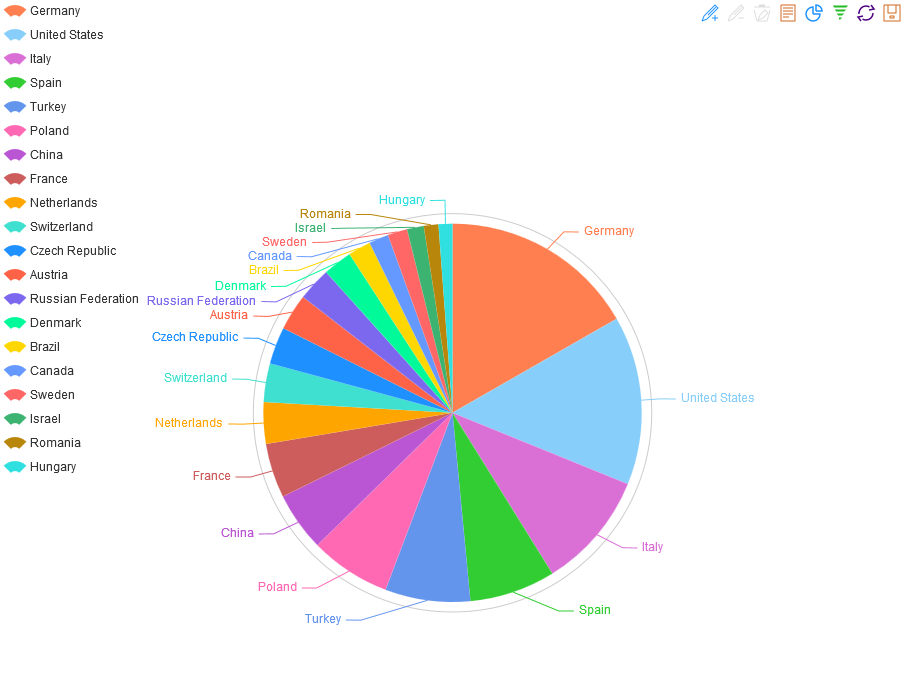 Germany
United States
Italy
Spain
Turkey
Poland
China
France
Netherlands
Switzerland
Czech Republic
Austria
Russian Federation
Denmark
Brazil
Canada
Sweden
Israel
Romania
Hungary
Hungary
Romania
Israel
Sweden
Canada
Brazil
Denmark
Russian Federation
Austria
Czech Republic
Switzerland
Netherlands
France
China
Poland
Turkey
Germany
United States
Italy
Spain